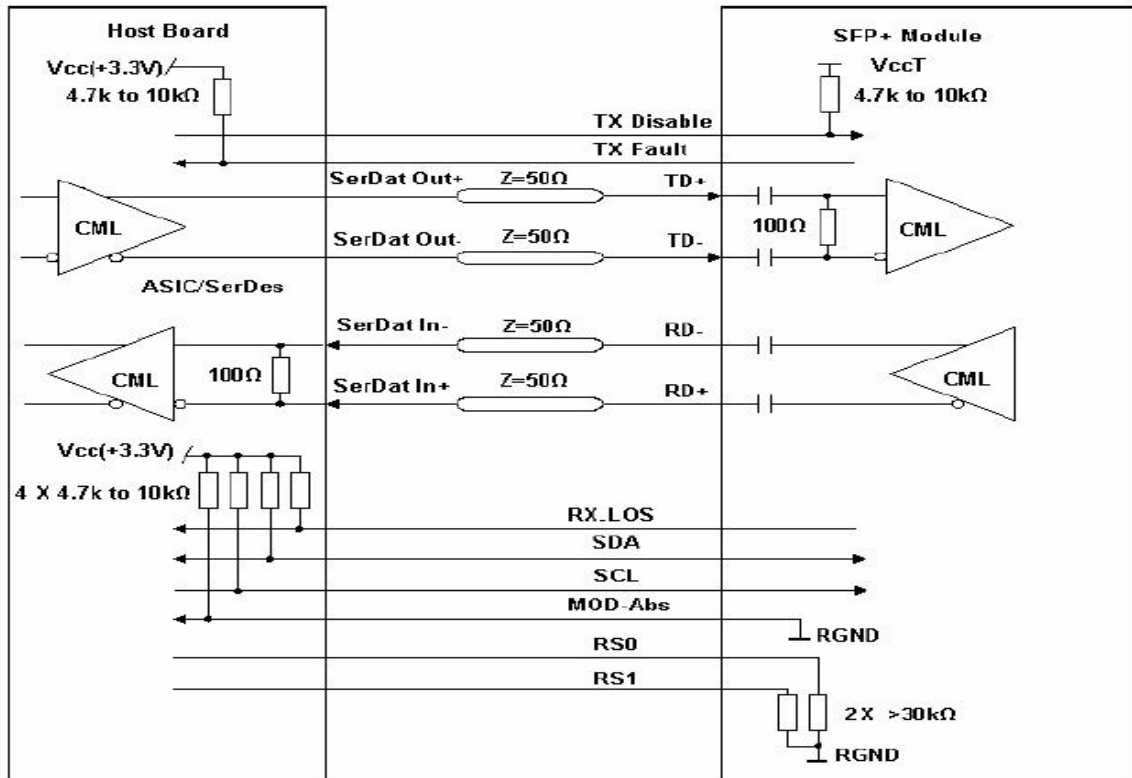 Host Board
SFP+ Module
Vcc(+3.3V)
4.7k to 10kΩ
VccT
4.7k to 10kΩ
TX Disable
TX Fault
SerDat Out+
Z=50Ω
TD+
CML
100Ω
CML
SerDat Out-
Z=50Ω
TD-
ASIC/SerDes
SerDat In-
Z=50Ω
RD-
CML
100Ω
CML
SerDat In+
Z=50Ω
RD+
Vcc(+3.3V)
4 X 4.7k to 10kΩ
RX_LOS
SDA
SCL
MOD-Abs
RGND
RS0
RS1
2X >30kΩ
RGND